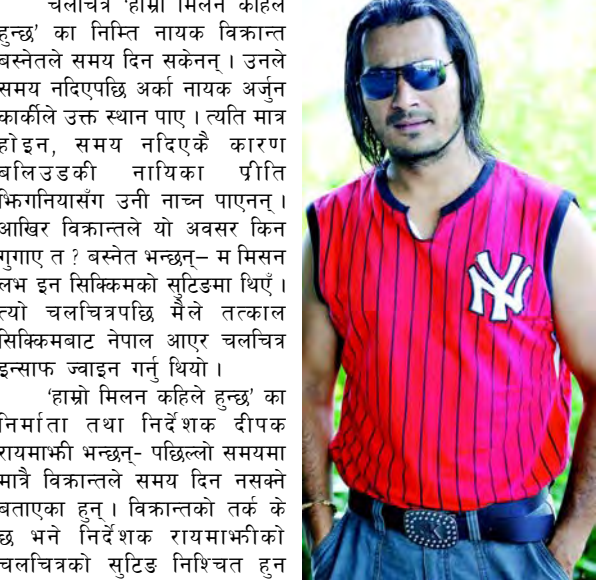 चलचित्र ‘हाम्रो मिलन कहिले
हुन्छ’ का निम्ति नायक विक्रान्त
बस्नेतले समय दिन सकेनन् । उनले
समय नदिएपछि अर्का नायक अर्जुन
कार्कीले उक्त स्थान पाए । त्यति मात्र
होइन, समय नदिएकै कारण
बलिउडकी नायिका प्रीति
झिगनियासँग उनी नाच्न पाएनन् ।
आखिर विक्रान्तले यो अवसर किन
गुगाए त ? बस्नेत भन्छन्– म मिसन
लभ इन सिक्किमको सुटिङमा थिएँ ।
त्यो चलचित्रपछि मैले तत्काल
सिक्किमबाट नेपाल आएर चलचित्र
इन्साफ ज्वाइन गर्नु थियो ।
‘हाम्रो मिलन कहिले हुन्छ’ का
निर्माता तथा निर्देशक दीपक
रायमाझी भन्छन्- पछिल्लो समयमा
मात्रै विक्रान्तले समय दिन नसक्ने
बताएका हुन् । विक्रान्तको तर्क के
छ भने निर्देशक रायमाझीको
चलचित्रको सुटिङ निश्चित हुन
NY